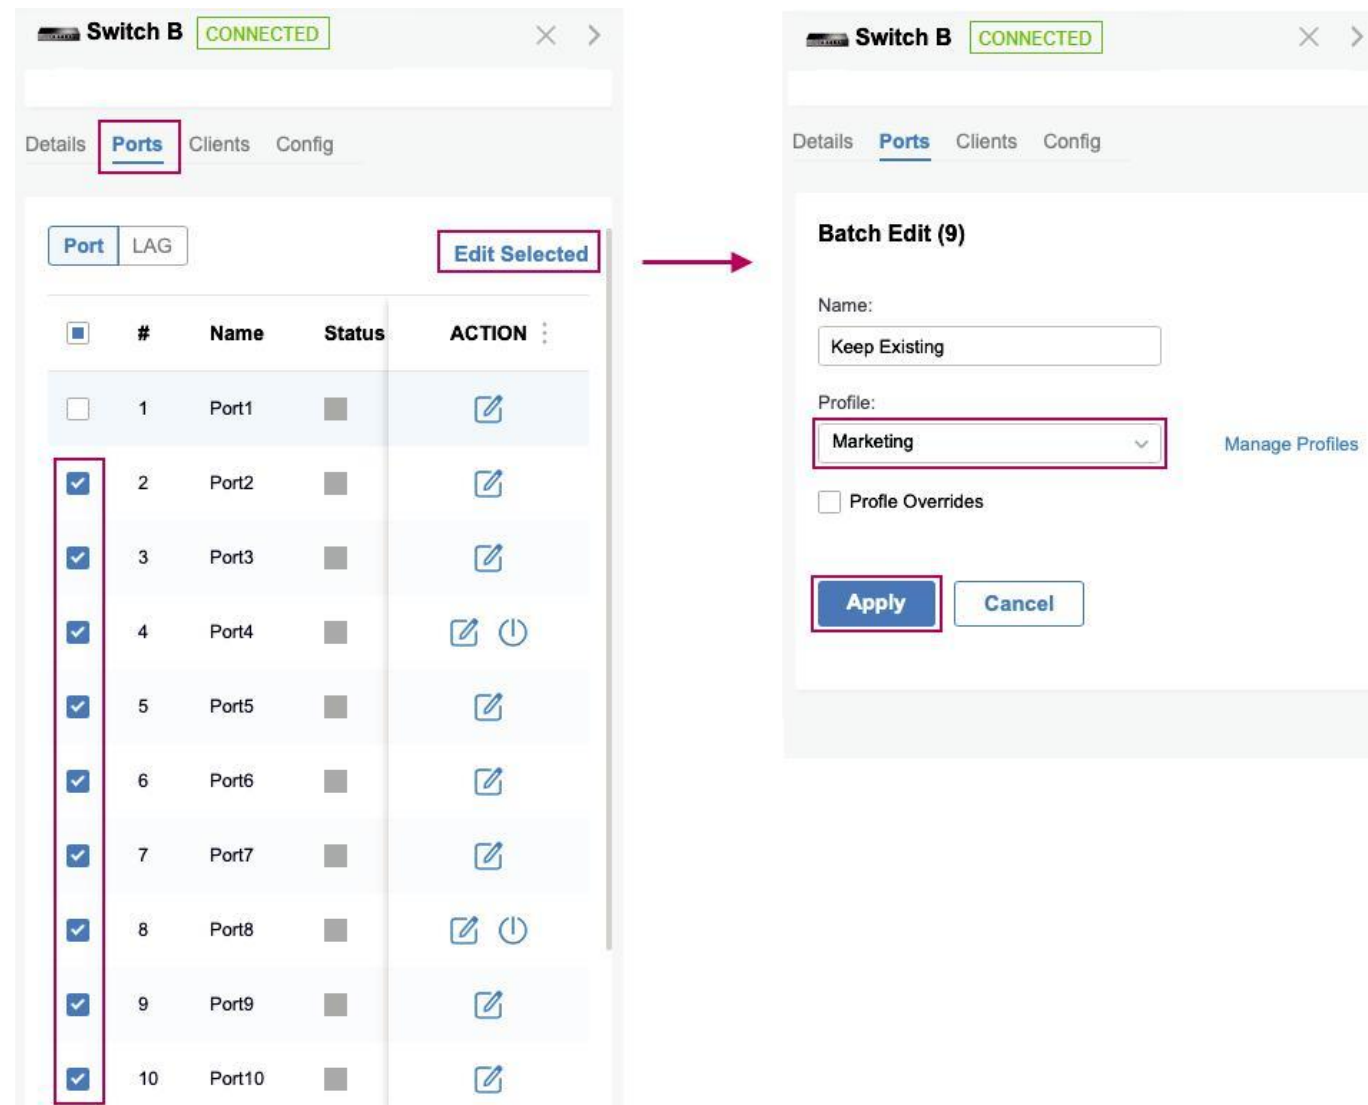 Switch B CONNECTED
Details Ports Clients Config
Port LAG
Edit Selected
# Name Status ACTION
1 Port1
2 Port2
3 Port3
4 Port4
5 Port5
6 Port6
7 Port7
8 Port8
9 Port9
10 Port10
Switch B CONNECTED
Details Ports Clients Config
Batch Edit (9)
Name:
Keep Existing
Profile:
Marketing
Manage Profiles
Profle Overrides
Apply Cancel